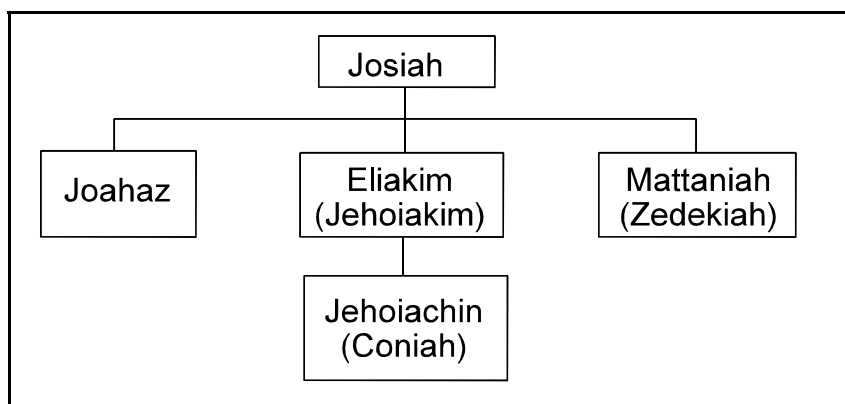 Josiah
Joahaz
Eliakim
(Jehoiakim)
Mattaniah
(Zedekiah)
Jehoiachin
(Coniah)